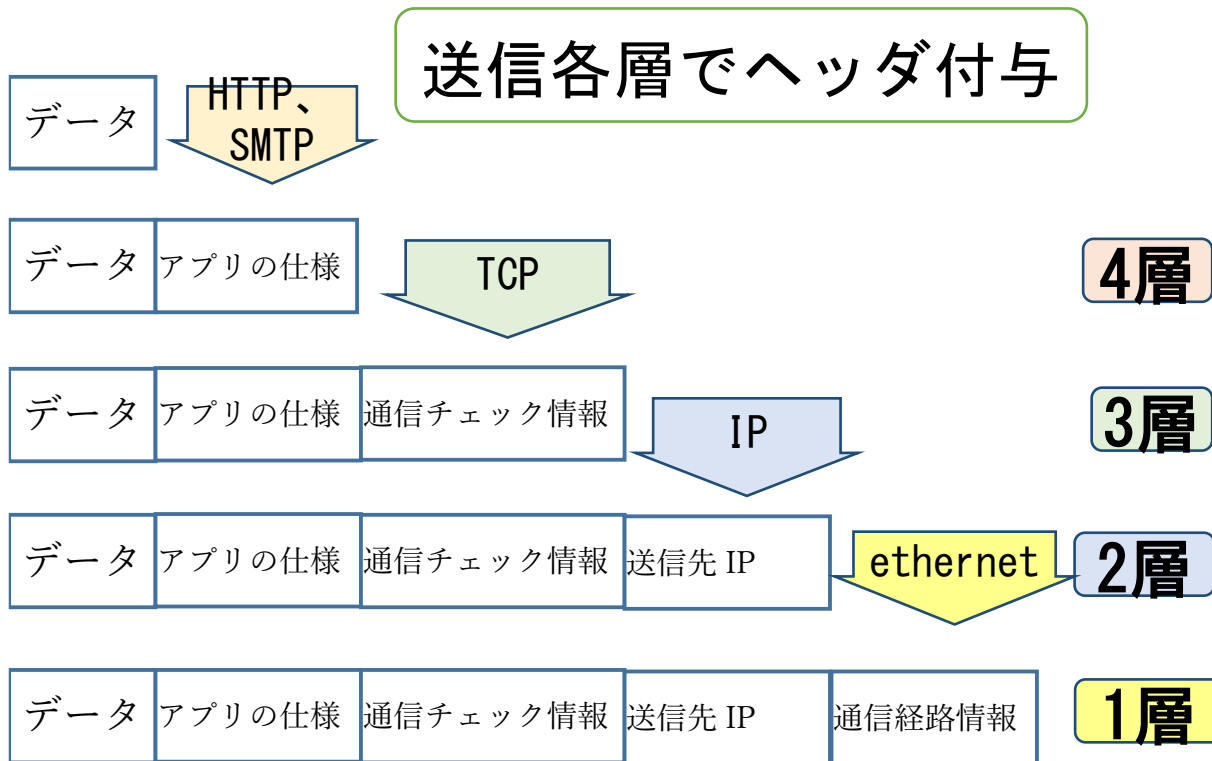 送信各層でヘッダ付与
データ
HTTP、
SMTP
データ アプリの仕様
TCP
4層
データ アプリの仕様 通信チェック情報
IP
3層
データ アプリの仕様 通信チェック情報 送信先 IP
ethernet
2層
データ アプリの仕様 通信チェック情報 送信先 IP 通信経路情報
1層